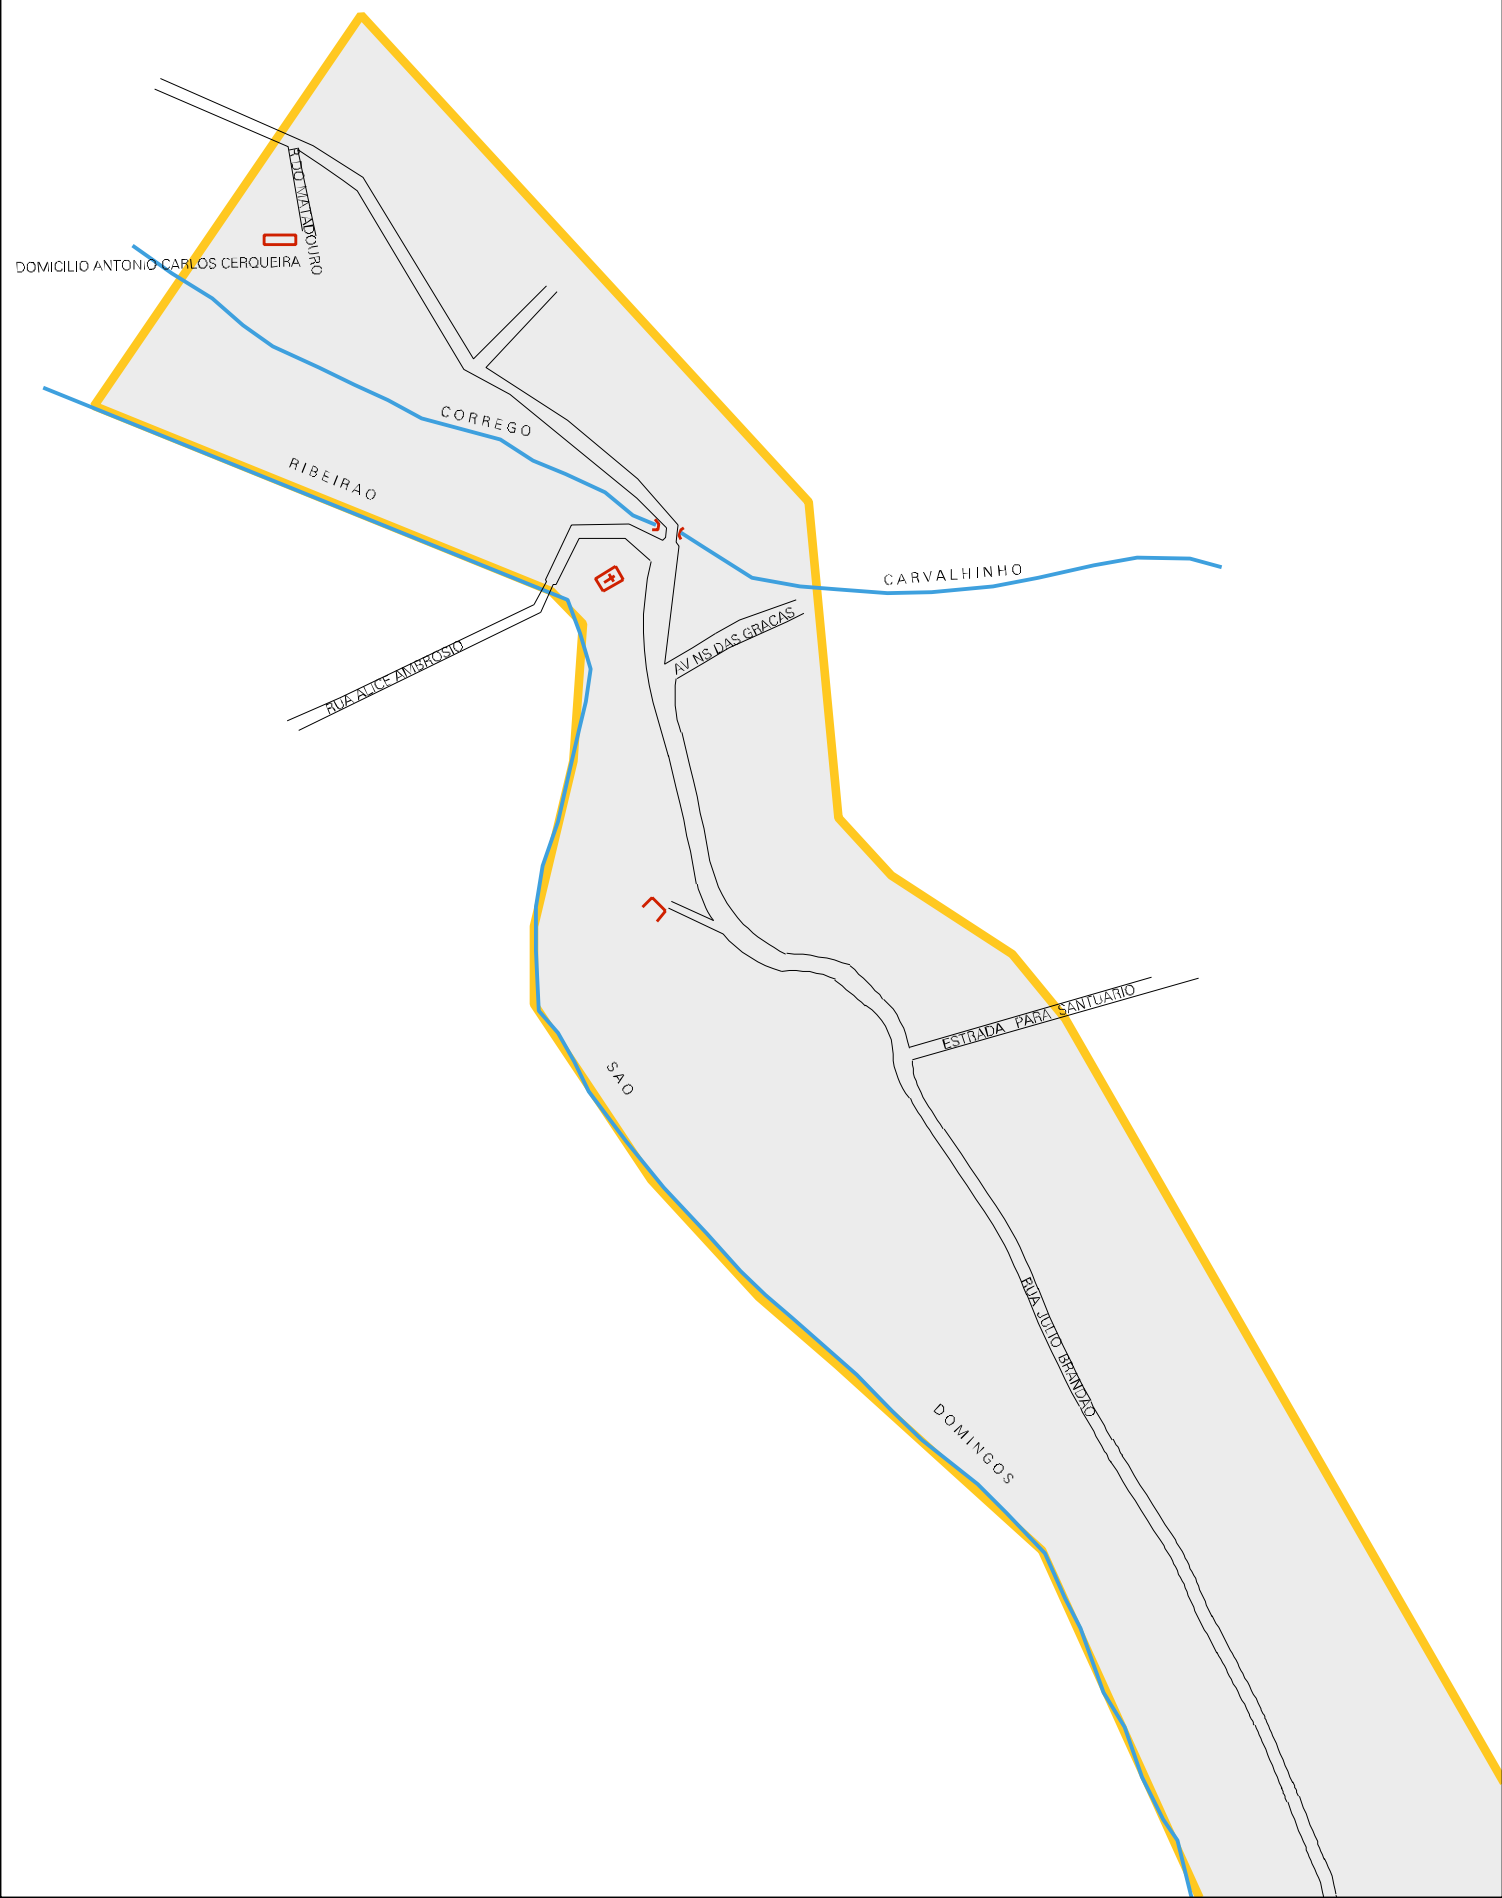 R DO MATADOURO
DOMICILIO ANTONIO CARLOS CERQUEIRA
CORREGO
RIBEIRAO
CARVALHINHO
AV NS DAS GRACAS
RUA ALICE AMBROSIO
ESTRADA PARA SANTUARIO
SAO
RUA JULIO BRANDAO
DOMINGOS